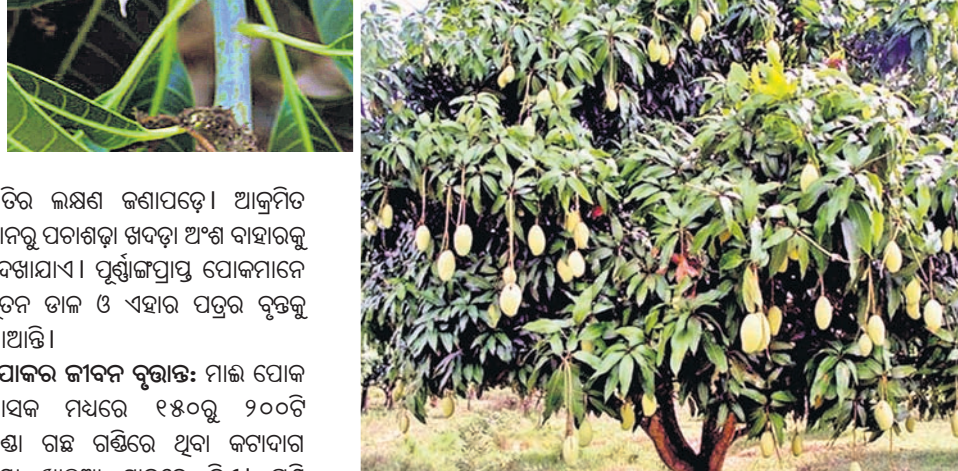 ତିର ଲକ୍ଷଣ ଜଣାପଡ଼େ। ଆକ୍ରମିତ
ାନରୁ ପଚାଶଢ଼ା ଖଦଡ଼ା ଅଂଶ ବାହାରକୁ
ଦେଖାଯାଏ। ପୂର୍ଣ୍ଣାଙ୍ଗପ୍ରାପ୍ତ ପୋକମାନେ
ୂତନ ଡାଳ ଓ ଏହାର ପତ୍ରର ବୃନ୍ତକୁ
ାଆନ୍ତି।
ପୋକର ଜୀବନ ବୃତ୍ତାନ୍ତ: ମାଈ ପୋକ
ାସକ ମଧ୍ୟରେ ୧୫୦ରୁ ୨୦୦ଟି
ଣ୍ଡା ଗଛ ଗଣ୍ଡିରେ ଥିବା କଟାଦାଗ